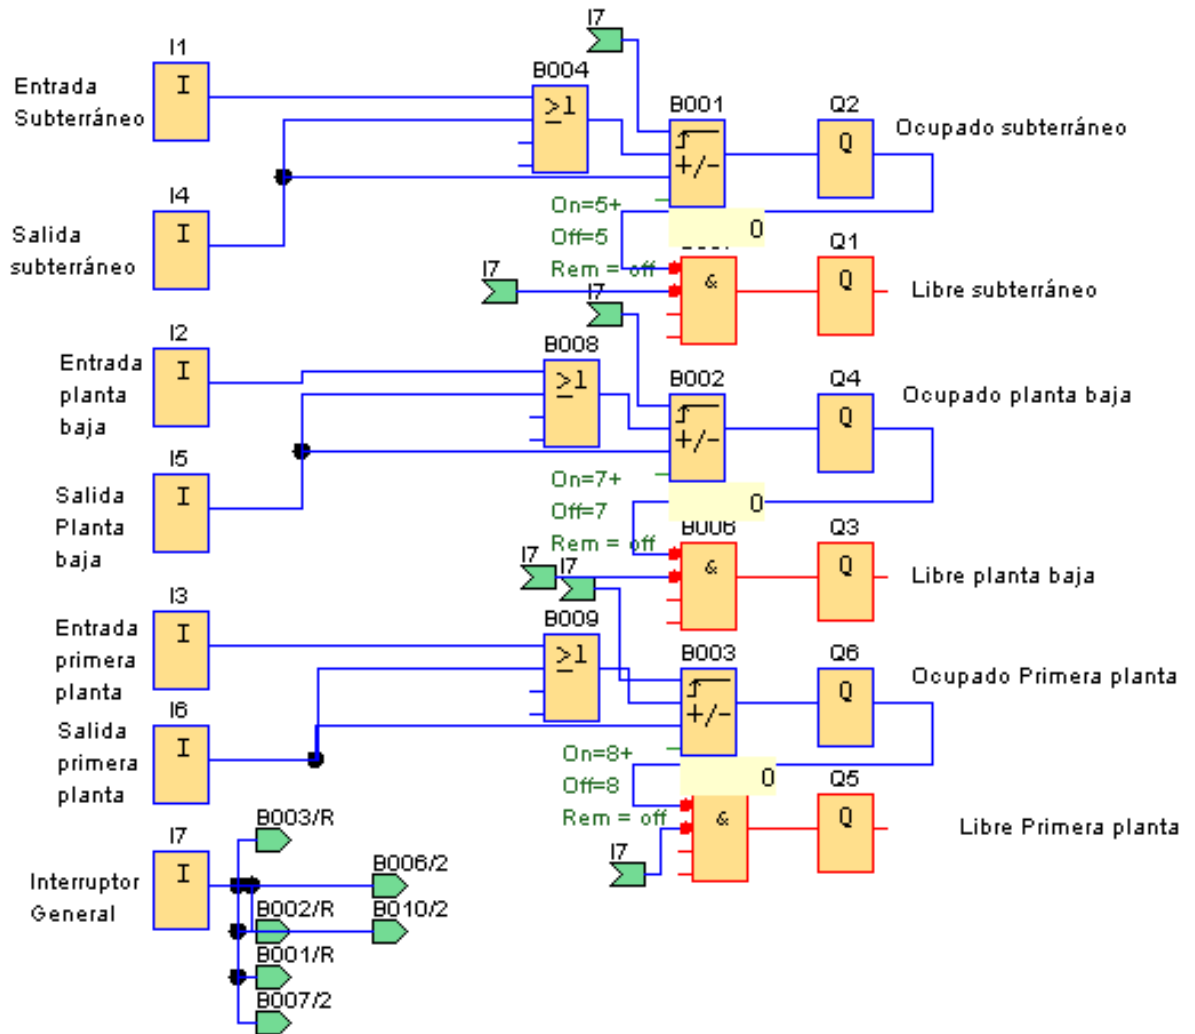 I7
I1
B004
I
≥1
B001
Q2
Entrada
Subterráneo
Q
Ocupado subterráneo
+/-
I4
On=5+
I
0
Salida
subterráneo
Off=5
Q1
I7
Rem = off
&
Q
Libre subterráneo
I7
I2
B008
Entrada
planta
baja
I
≥1
B002
Q4
Ocupado planta baja
Q
+/-
I5
On=7+
Salida
Planta
baja
I
0
Off=7
B006
Q3
Rem = off
I7
I7
&
Q
Libre planta baja
I3
Entrada
primera
planta
I
B009
≥1
B003
Q6
Ocupado Primera planta
Q
+/-
I6
Salida
primera
planta
I
On=8+
0
Off=8
Q5
Rem = off
&
Q
Libre Primera planta
I7
B003/R
I7
Interruptor
General
I
B006/2
B002/R
B010/2
B001/R
B007/2